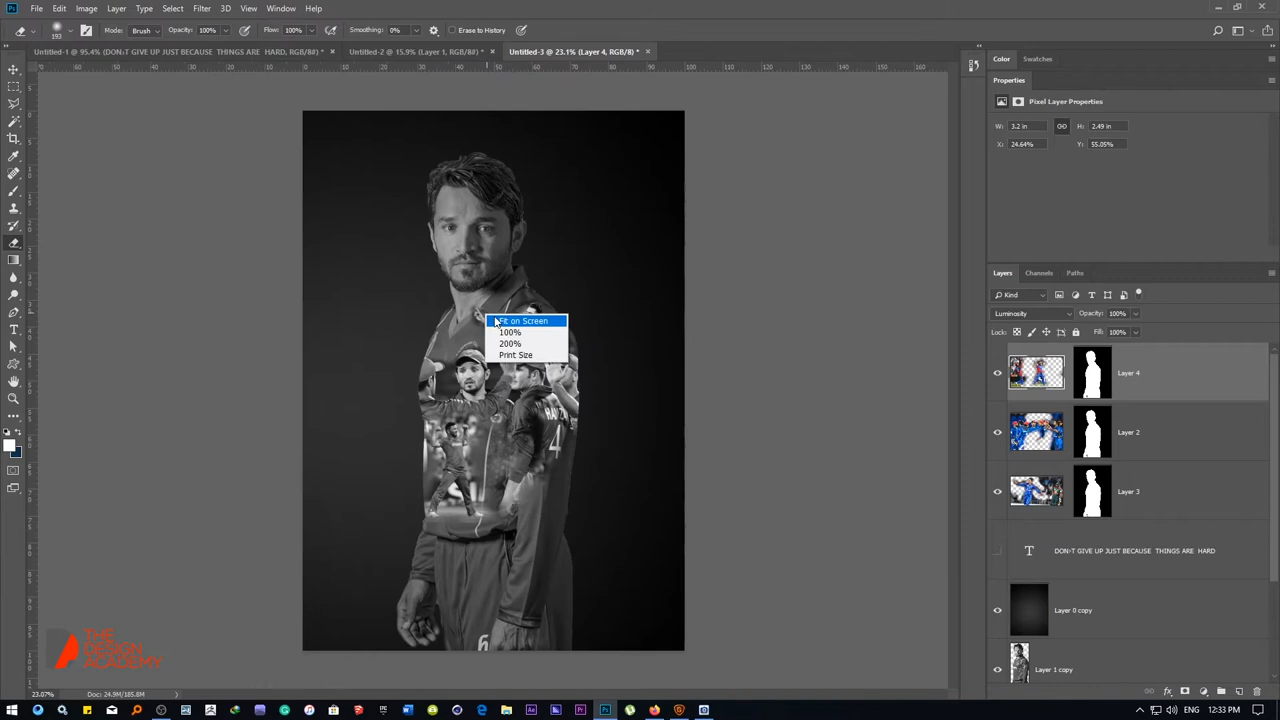 Ps File Edit Image Layer Type Select Filter 3D View Window Help
193 Mode: Brush Opacity: 100% Flow: 100% Smoothing: 0% Erase to History
Untitled-1 @ 95.4% (DON›T GIVE UP JUST BECAUSE THINGS ARE HARD, RGB/8#) * × Untitled-2 @ 15.9% (Layer 1, RGB/8#) * × Untitled-3 @ 23.1% (Layer 4, RGB/8) * ×
Color Swatches
Properties
Pixel Layer Properties
W: 3.2 in H: 2.49 in
X: 24.64% Y: 55.05%
Fit on Screen
100%
200%
Print Size
4
6
Layers Channels Paths
Kind
Luminosity Opacity: 100%
Lock: Fill: 100%
Layer 4
Layer 2
Layer 3
T DON›T GIVE UP JUST BECAUSE THINGS ARE HARD
Layer 0 copy
Layer 1 copy
THE
DESIGN
ACADEMY
23.07% Doc: 24.9M/185.8M
12:33 PM